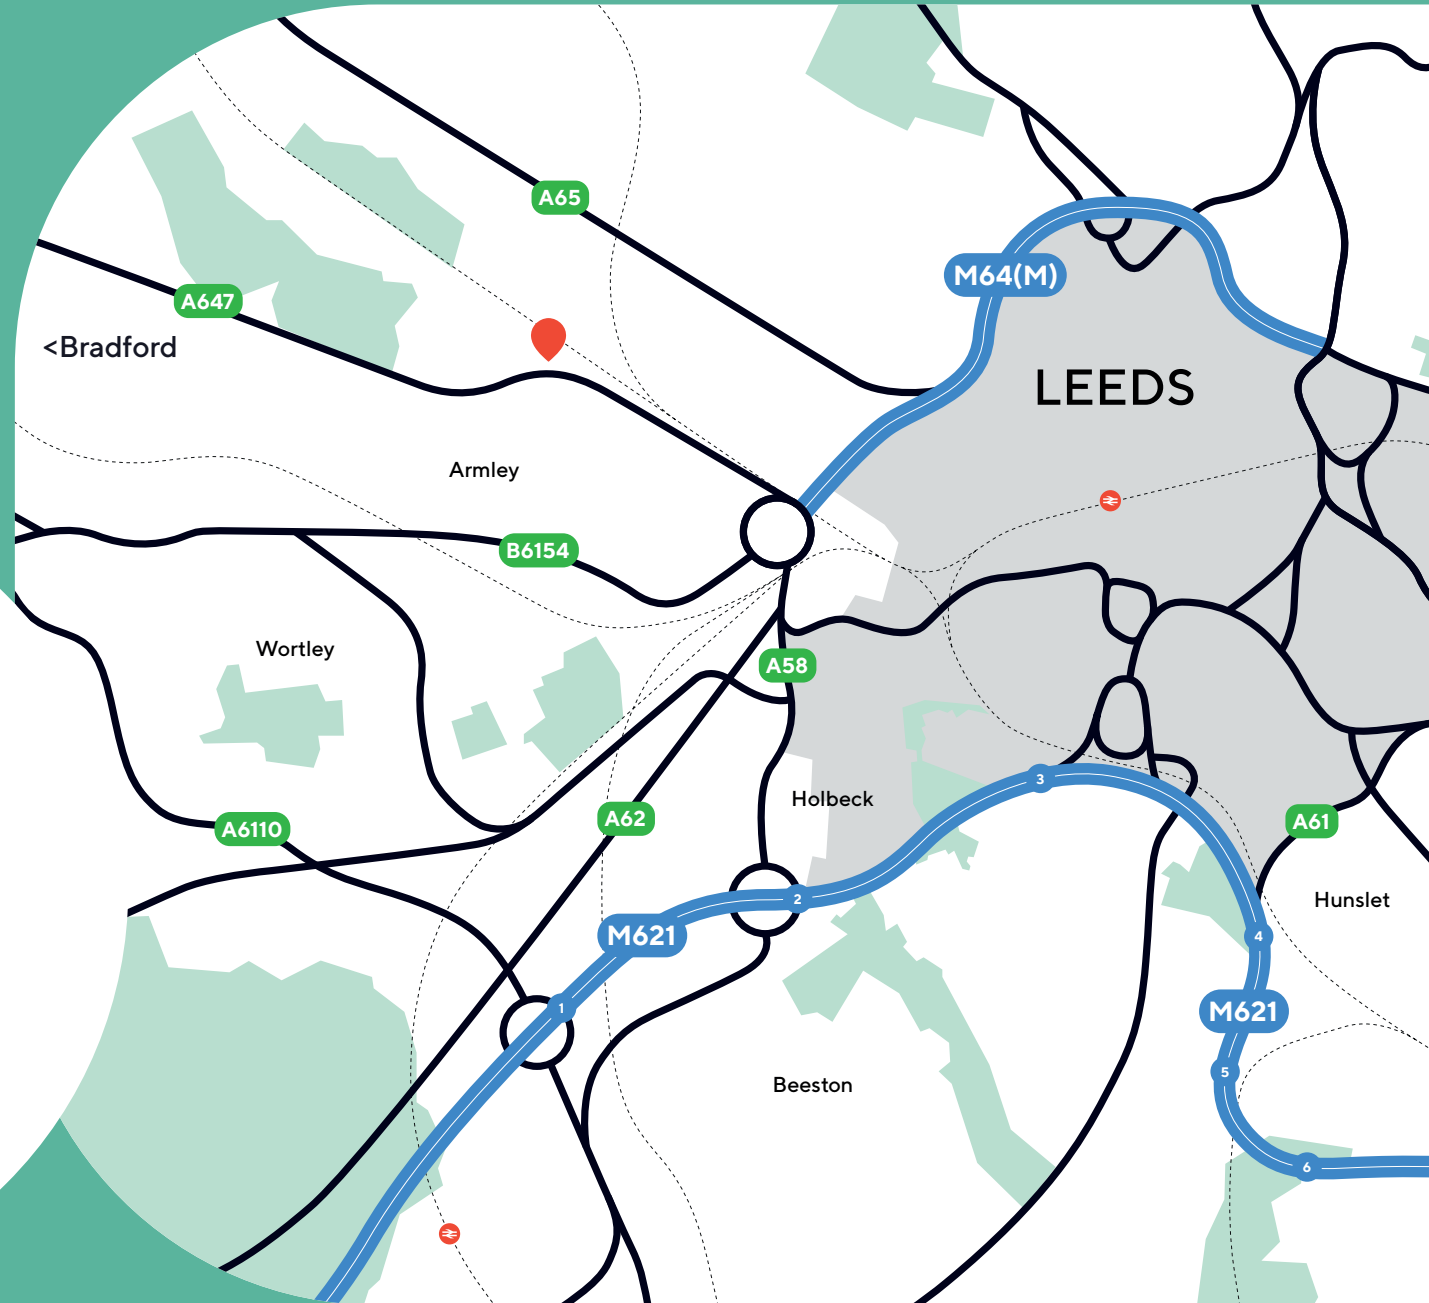 A65
M64(M)
A647
<Bradford
LEEDS
Armley
B6154
Wortley
A58
3
Holbeck
A62
A61
A6110
2
Hunslet
M621
4
1
M621
5
Beeston
6